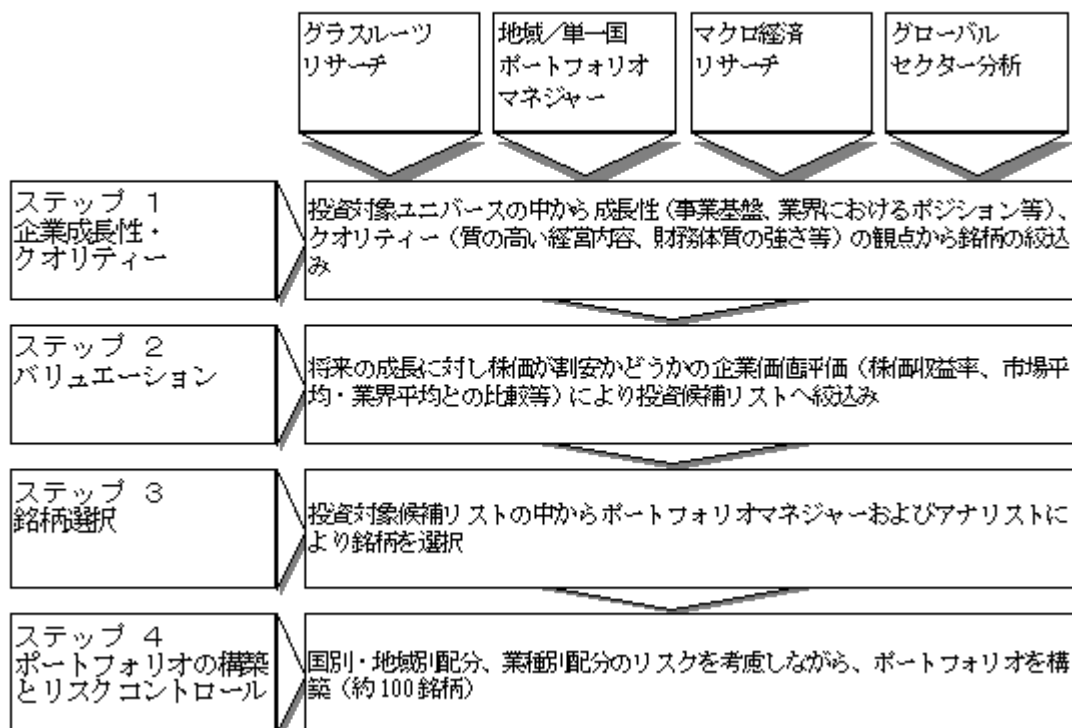 グラスルーツ
リサーチ
地域／単一国
ポートフォリオ
マネジャー
マクロ経済
リサーチ
グローバル
セクター分析
ステップ １
企業成長性・
クオリティー
投資対象ユニバースの中から成長性（事業基盤、業界におけるポジション等）、
クオリティー（質の高い経営内容、財務体質の強さ等）の観点から銘柄の絞込
み
ステップ ２
バリュエーション
将来の成長に対し株価が割安かどうかの企業価値評価（株価収益率、市場平
均・業界平均との比較等）により投資候補リストへ絞込み
ステップ ３
銘柄選択
投資対象候補リストの中からポートフォリオマネジャーおよびアナリストに
より銘柄を選択
ステップ ４
ポートフォリオの構築
とリスクコントロール
国別・地域別配分、業種別配分のリスクを考慮しながら、ポートフォリオを構
築（約100銘柄）